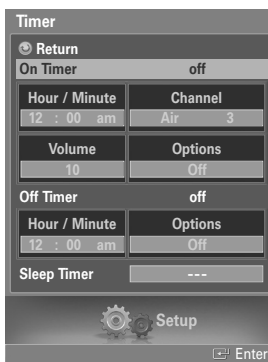 Timer
Return
On Timer off
Hour / Minute Channel
12 : 00 am Air 3
Volume Options
10 Off
Off Timer off
Hour / Minute Options
12 : 00 am Off
Sleep Timer ---
Setup
Enter